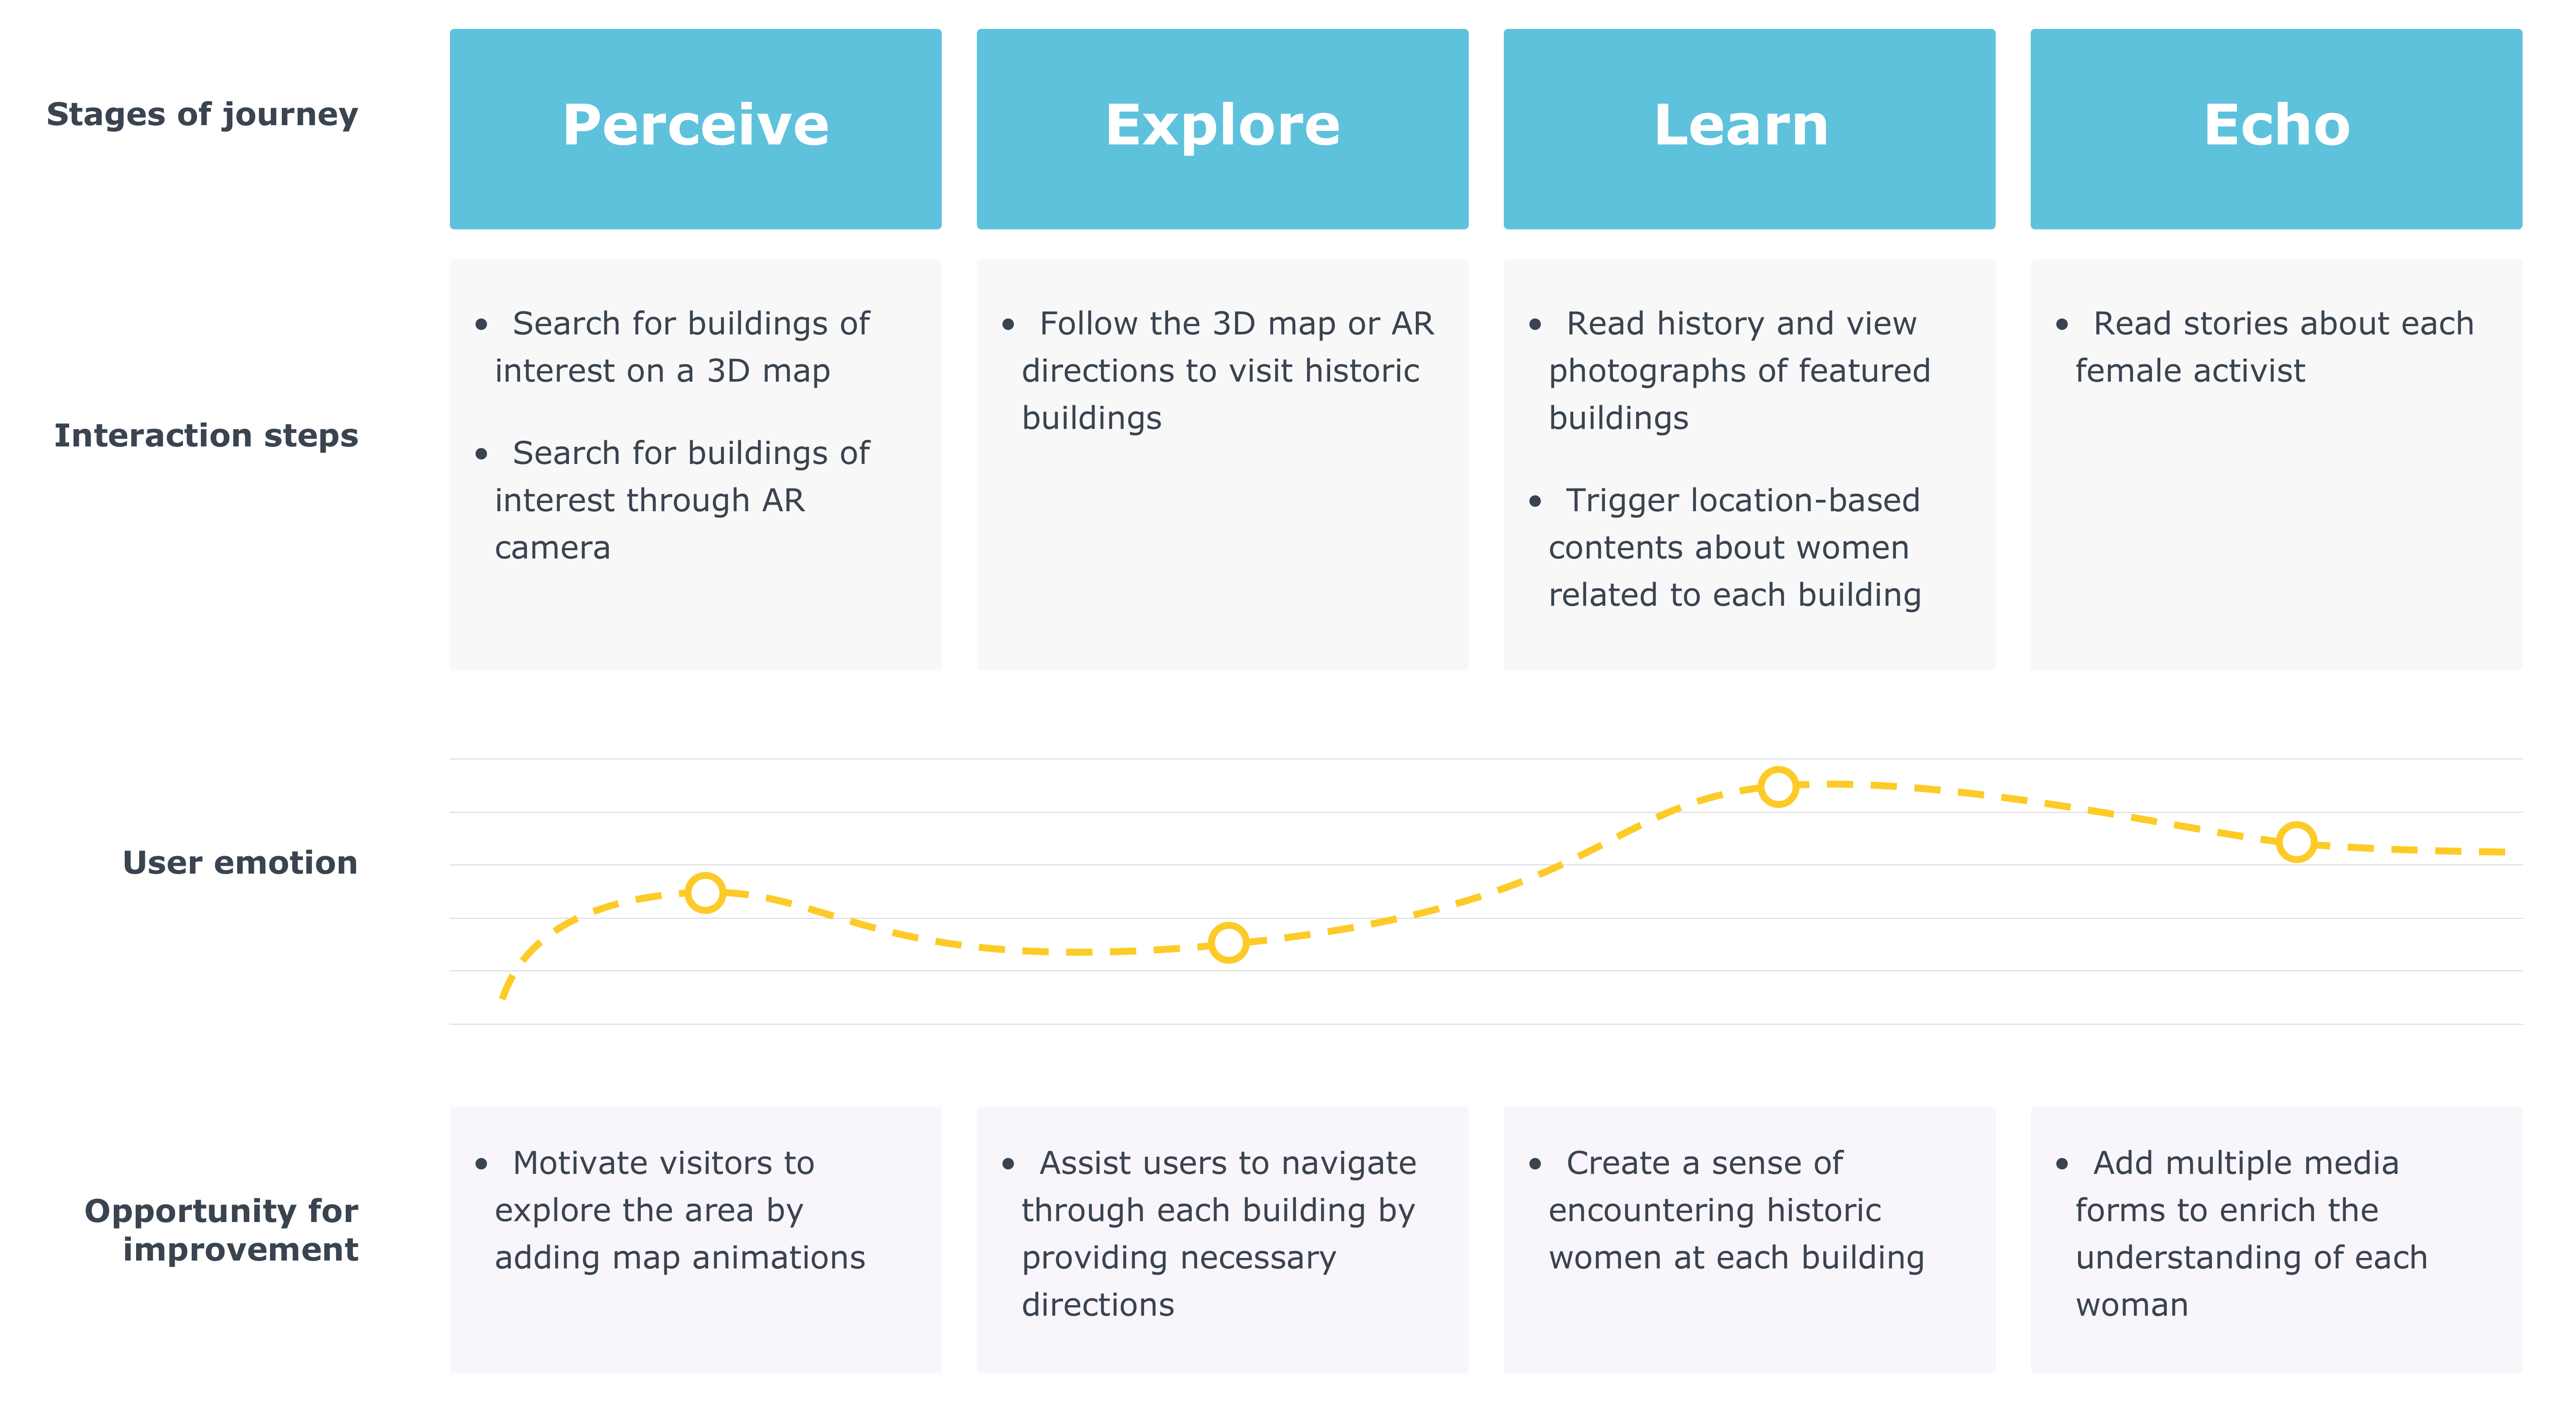 Stages of journey
Perceive
Explore
Learn
Echo
Interaction steps
• Search for buildings of
interest on a 3D map
• Search for buildings of
interest through AR
camera
• Follow the 3D map or AR
directions to visit historic
buildings
• Read history and view
photographs of featured
buildings
• Trigger location-based
contents about women
related to each building
• Read stories about each
female activist
User emotion
Opportunity for
improvement
• Motivate visitors to
explore the area by
adding map animations
• Assist users to navigate
through each building by
providing necessary
directions
• Create a sense of
encountering historic
women at each building
• Add multiple media
forms to enrich the
understanding of each
woman